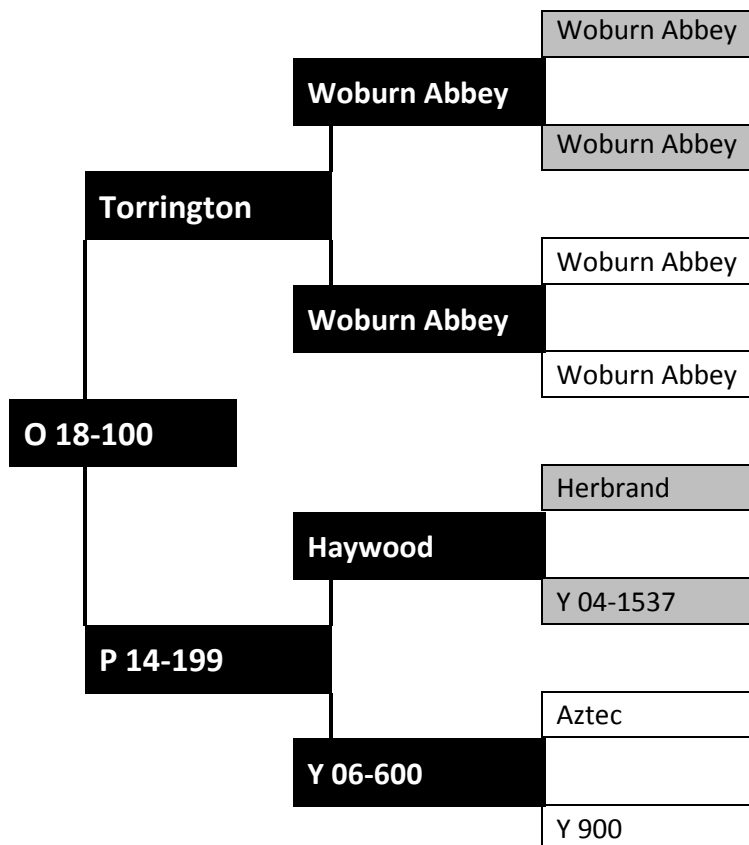 Woburn Abbey
Woburn Abbey
Woburn Abbey
Torrington
Woburn Abbey
Woburn Abbey
Woburn Abbey
O 18-100
Herbrand
Haywood
Y 04-1537
P 14-199
Aztec
Y 06-600
Y 900